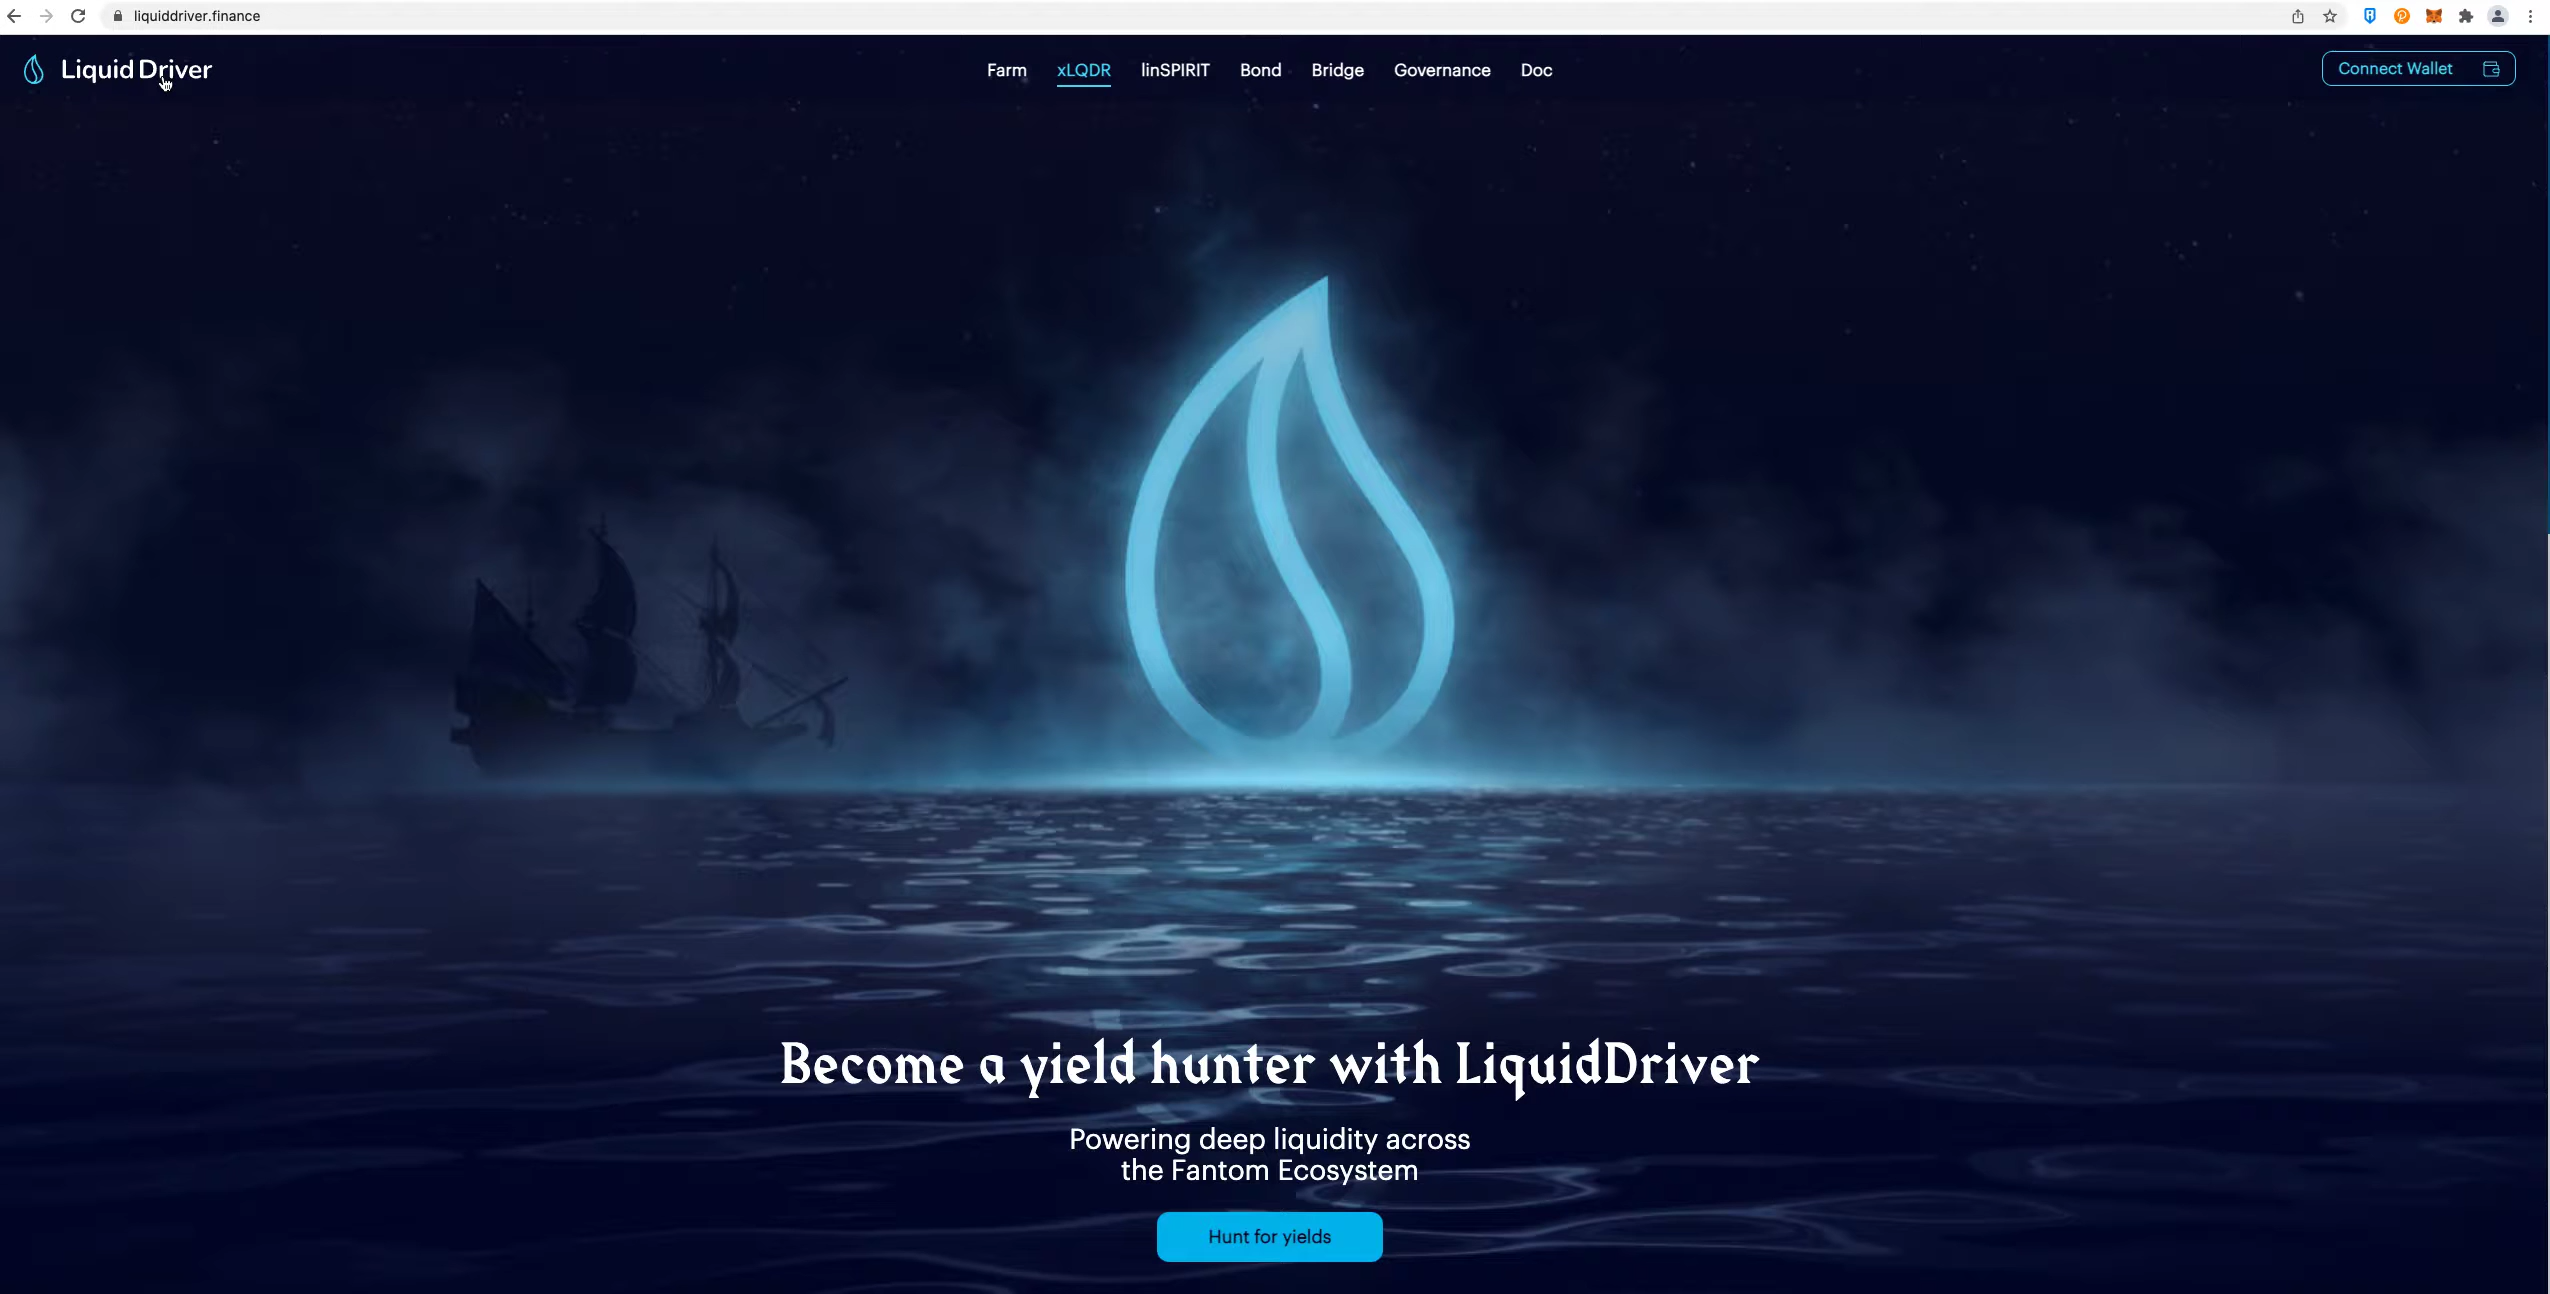 liquiddriver.finance
Liquid Driver
Farm
xLQDR
linSPIRIT
Bond
Bridge
Governance
Doc
Connect Wallet
Become a yield hunter with LiquidDriver
Powering deep liquidity across
the Fantom Ecosystem
Hunt for yields